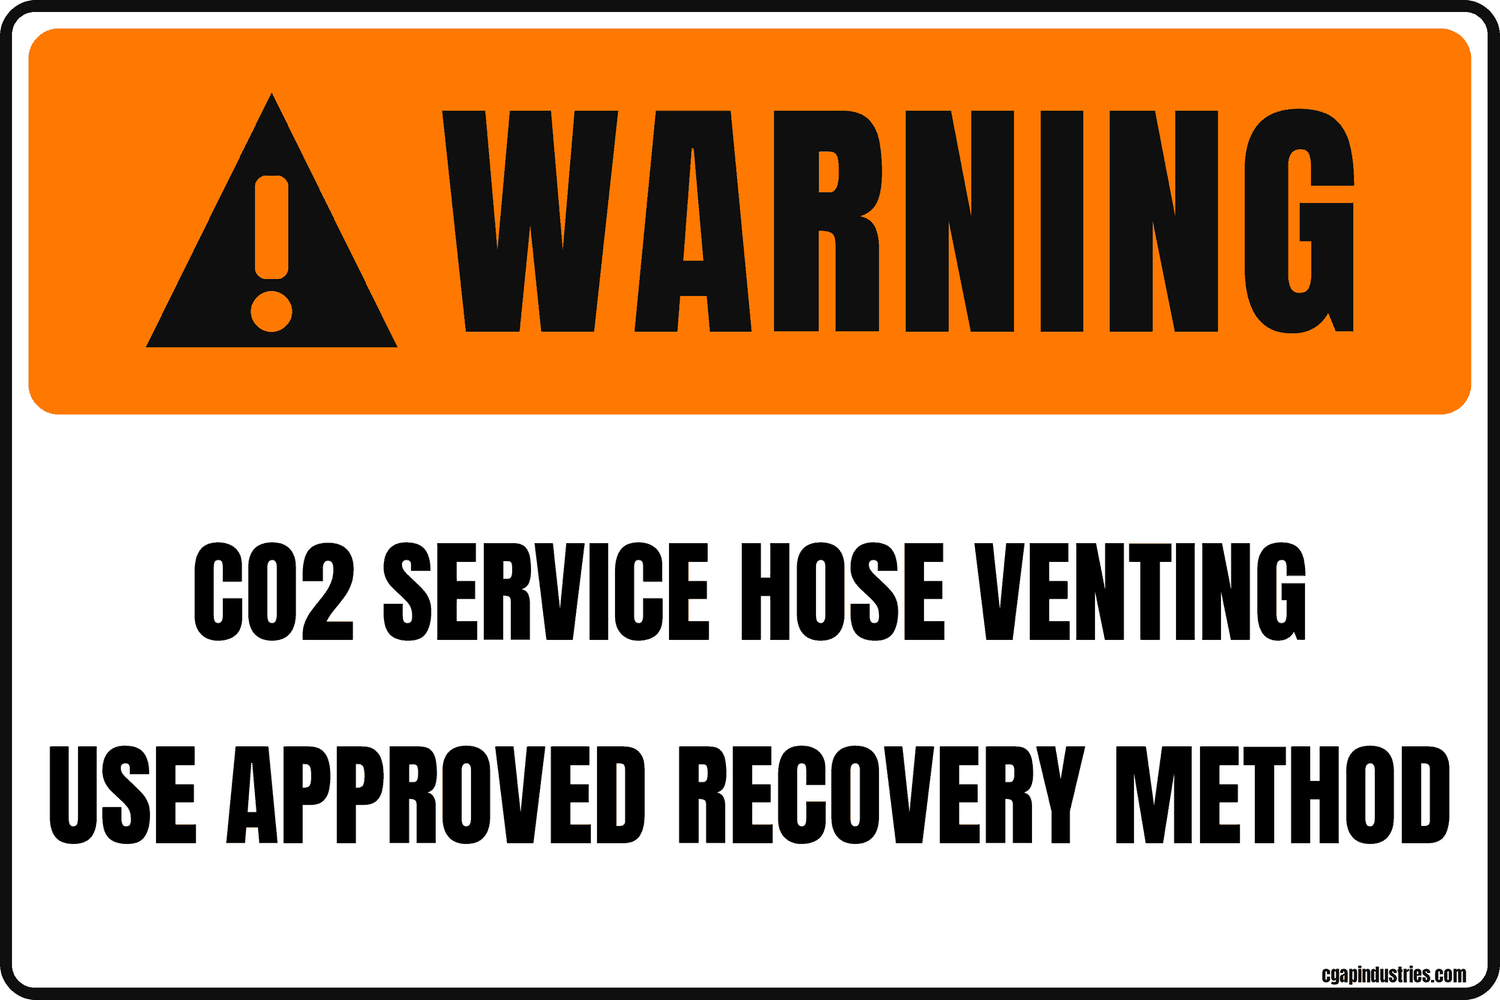 WARNING
CO2 SERVICE HOSE VENTING
USE APPROVED RECOVERY METHOD
cgapindustries.com